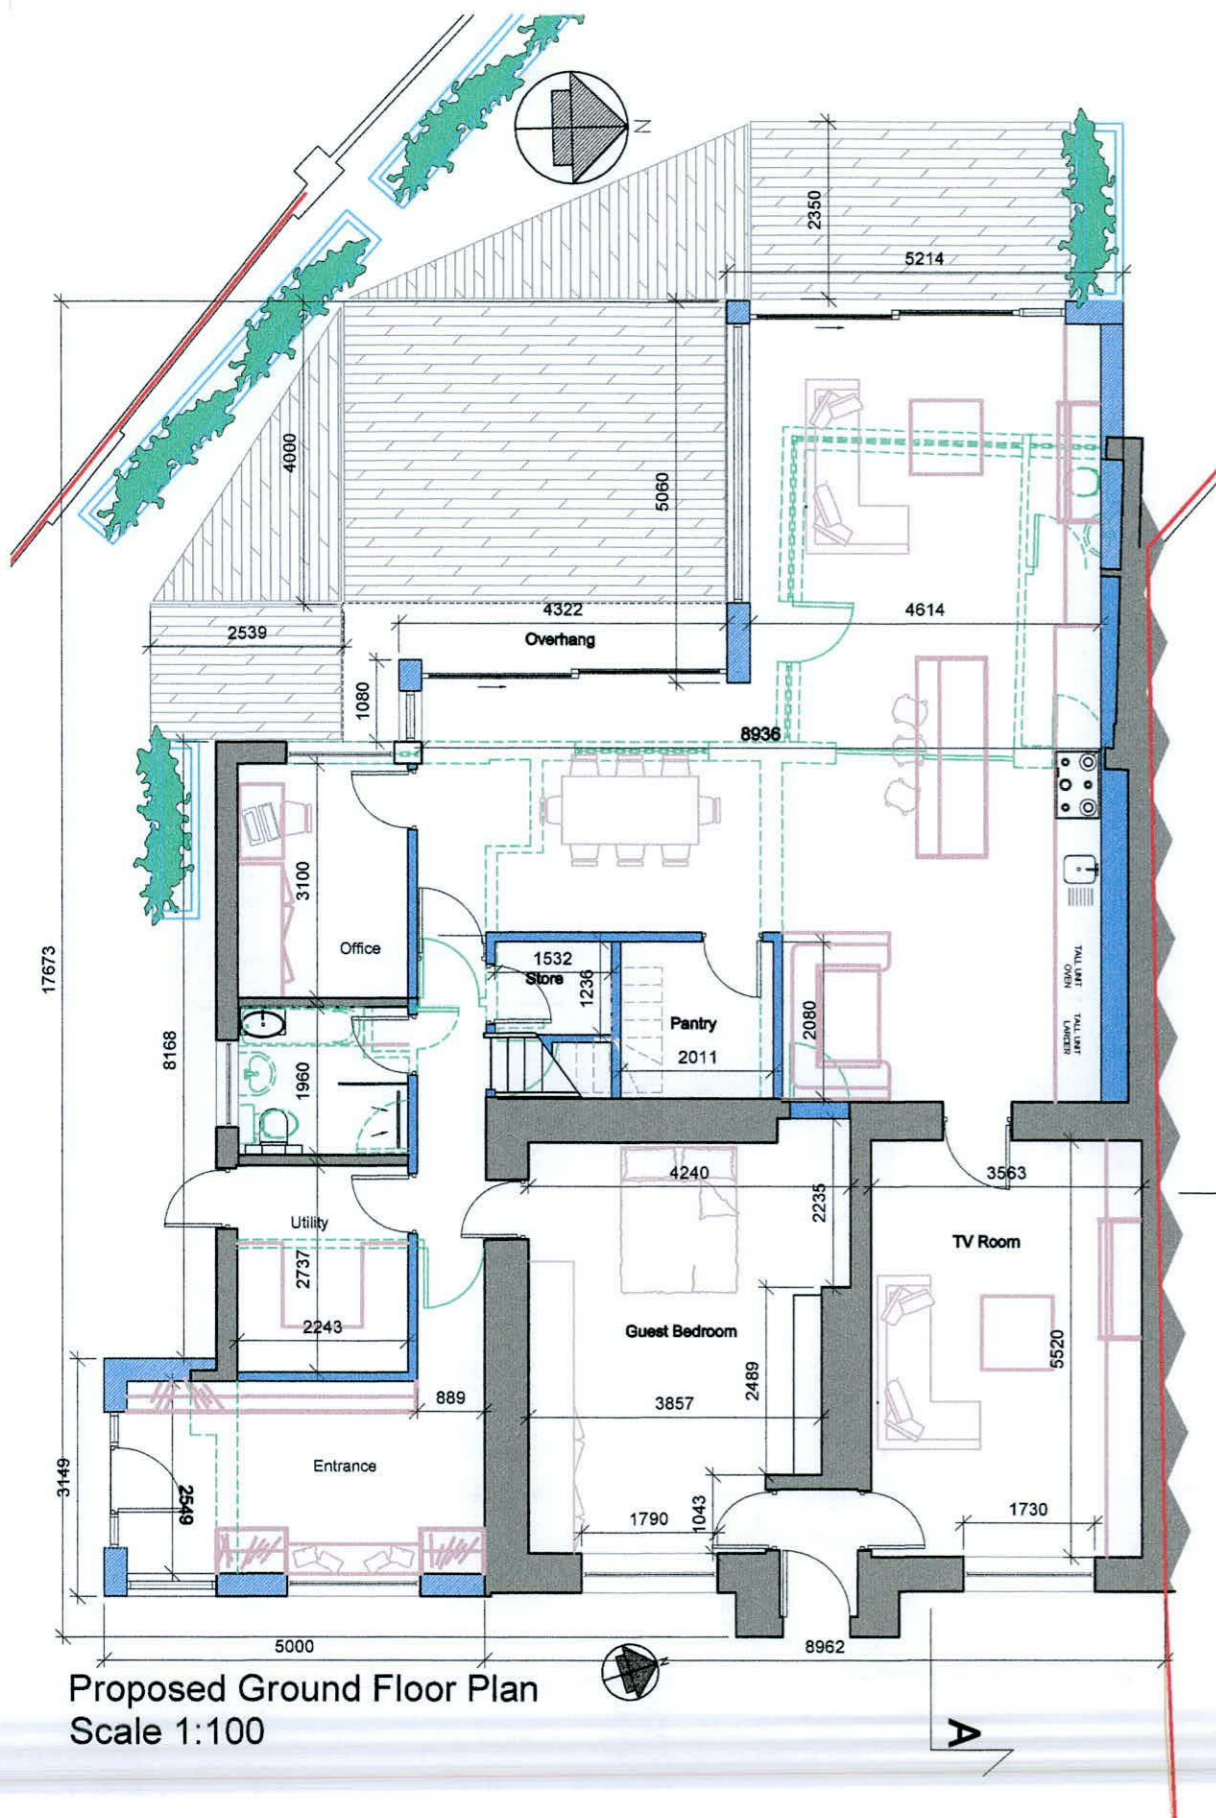 N
2350
5214
4000
5060
4322
Overhang
4614
2539
1080
8936
3100
Office
1532
Store
1236
Pantry
2011
2080
TALL UNIT
OVEN
TALL UNIT
LARDER
17673
8168
1960
4240
2235
3563
Utility
2737
TV Room
2243
Guest Bedroom
2489
5520
889
3857
Entrance
3149
2549
1790
1043
1730
5000
8962
N
Proposed Ground Floor Plan
Scale 1:100
A